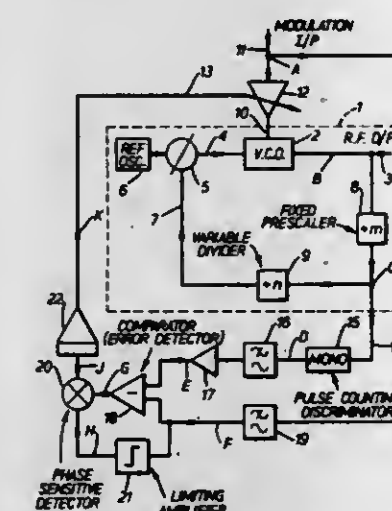 MODULATION
I/P
11
A
13
12
1
10
REF
OSC.
4
V.C.O.
2
R.F. O/P
6
5
B
3
7
8
FIXED
PRESCALER
÷m
VARIABLE
DIVIDER
9
÷n
X
22
COMPARATOR
(ERROR DETECTOR)
16
15
20
J
G
E
D
MONO
17
18
PULSE COUNTING
DISCRIMINATOR
F
19
H
PHASE
SENSITIVE
DETECTOR
21
LIMITING
AMPLIFIER